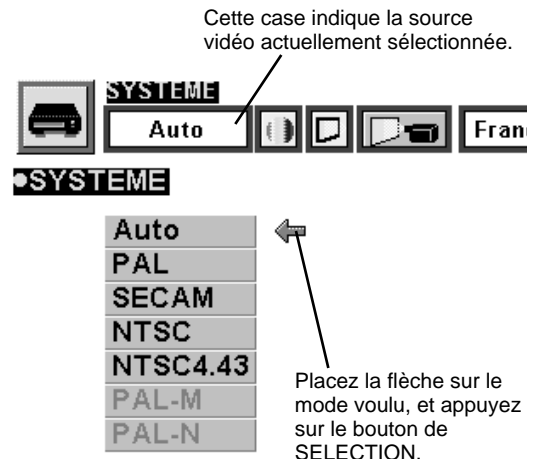 Cette case indique la source
vidéo actuellement sélectionnée.
SYSTEME
Auto
Fran
●SYSTEME
Auto
PAL
SECAM
NTSC
NTSC4.43
PAL-M
PAL-N
Placez la flèche sur le
mode voulu, et appuyez
sur le bouton de
SELECTION.